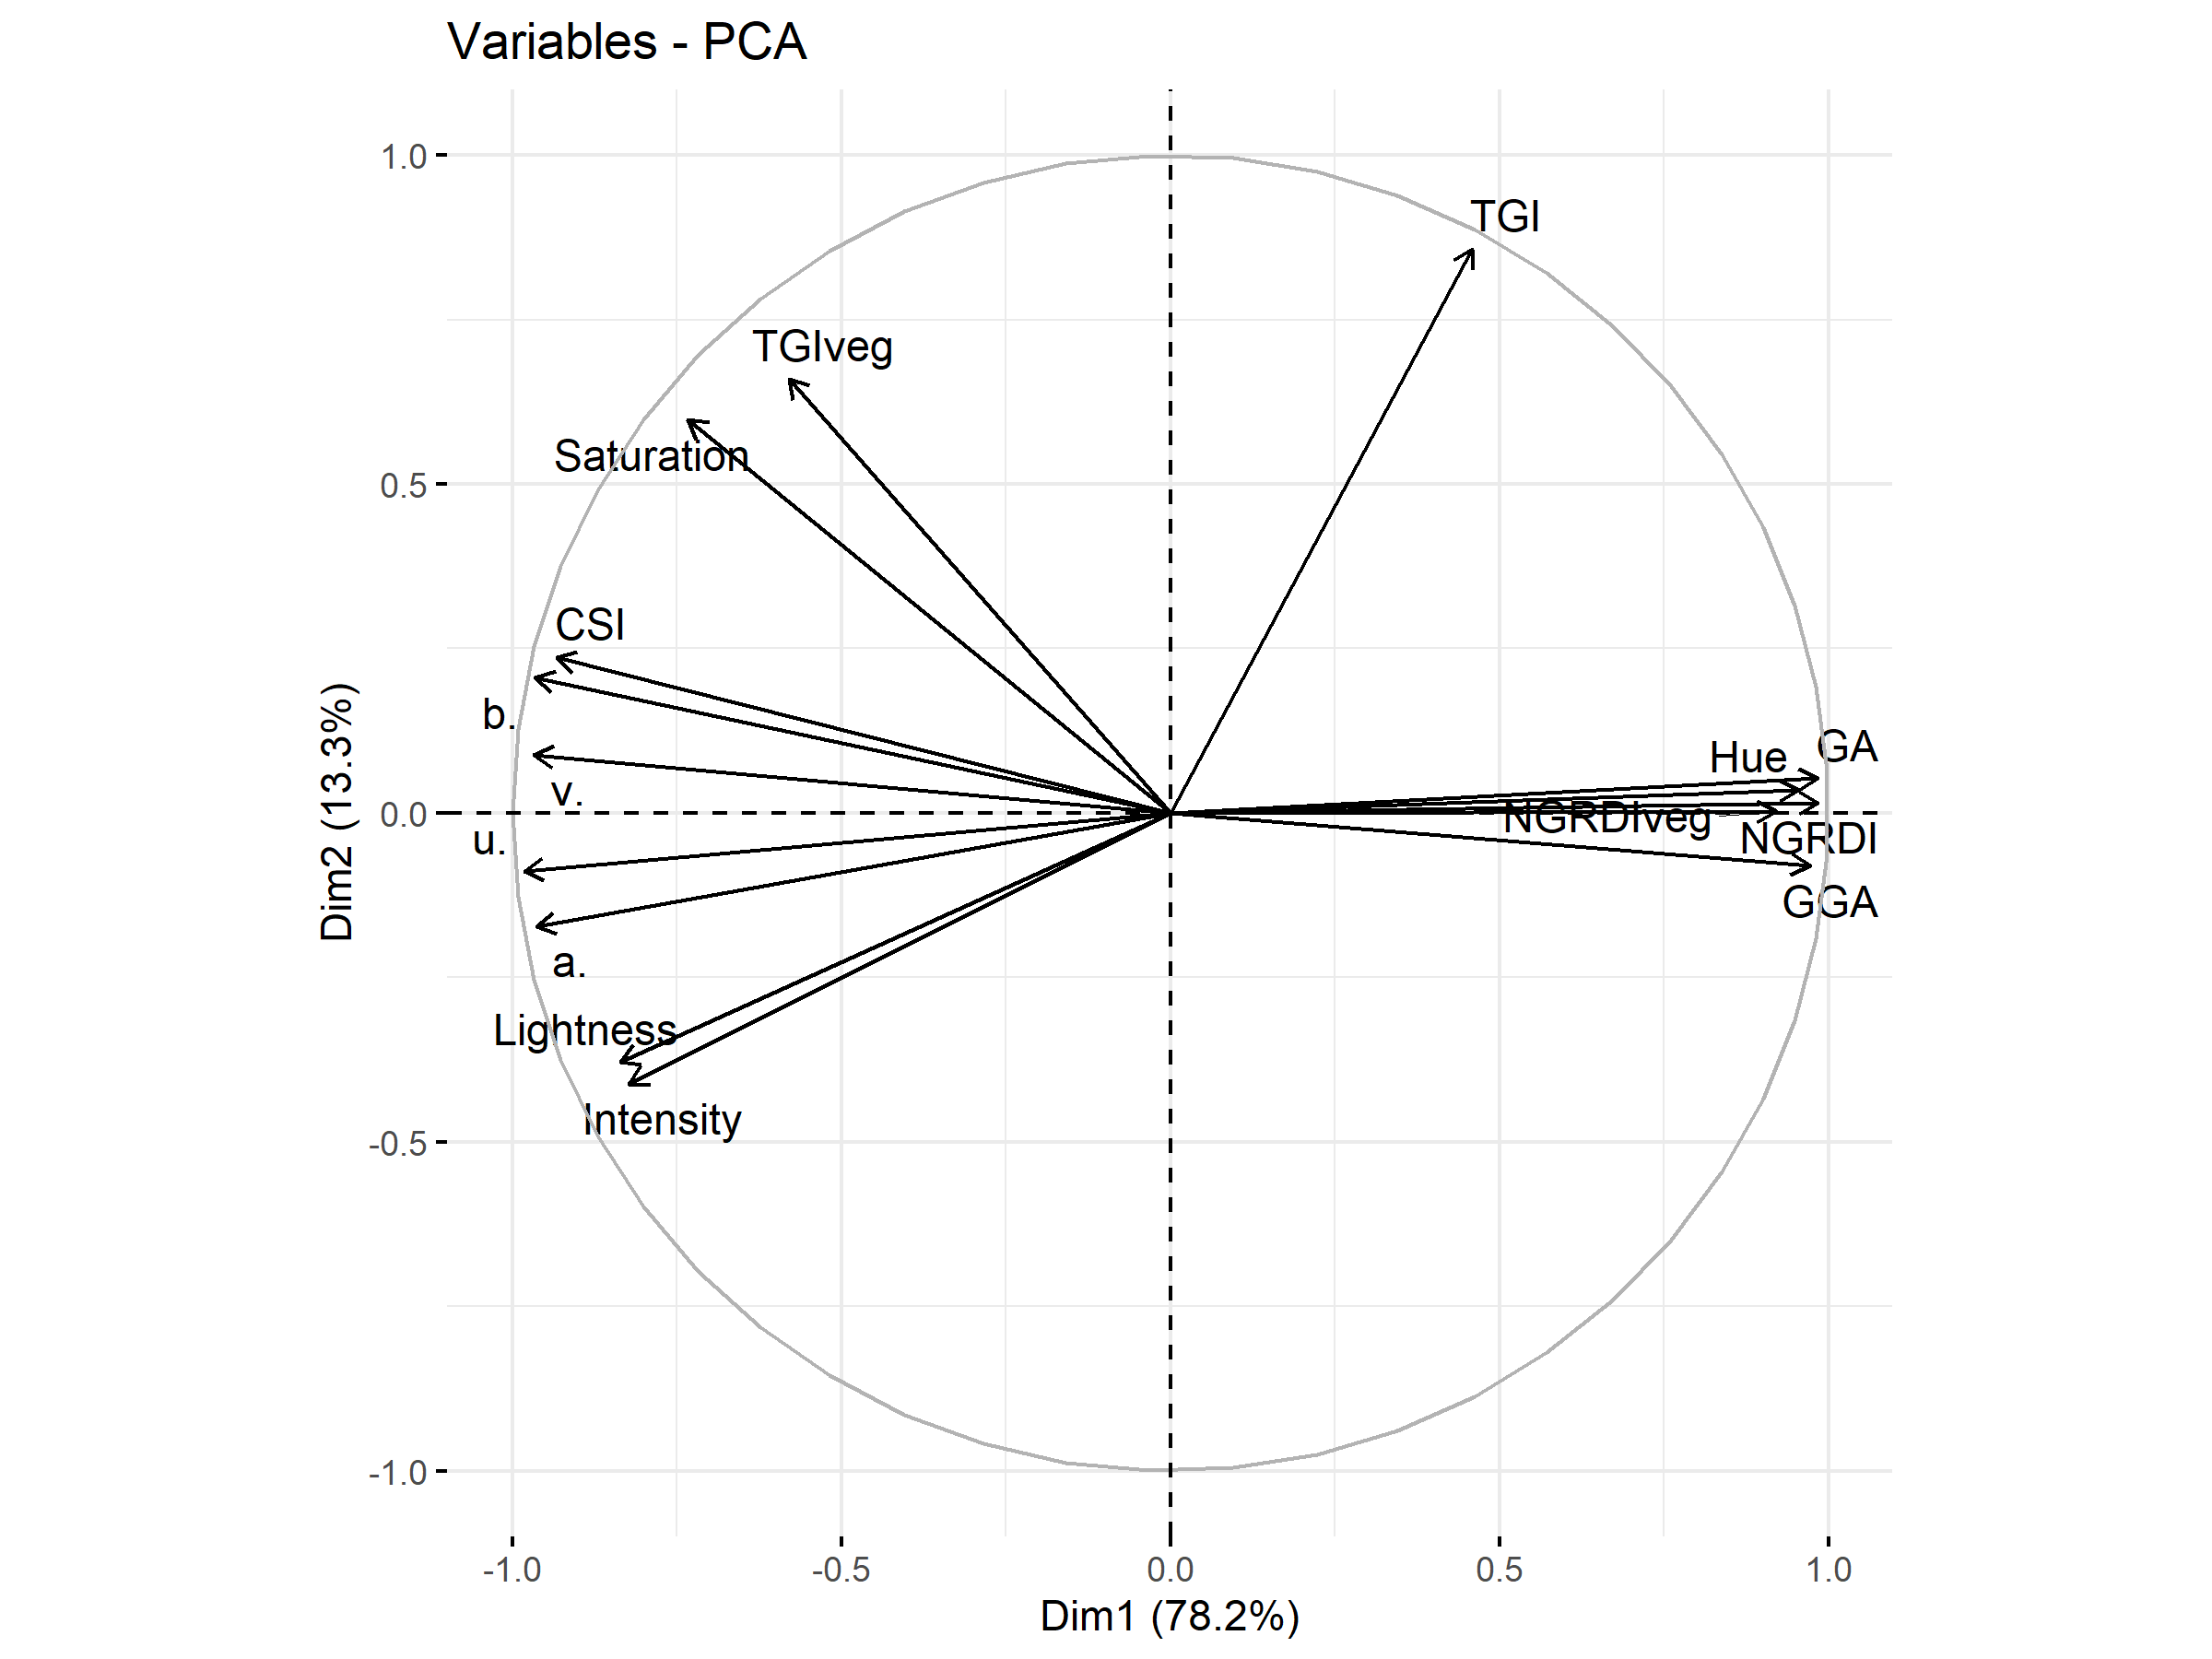 Variables - PCA
1.0
TGI
TGIveg
Saturation
0.5
CSI
b.
Hue
GA
v.
0.0
NGRDIveg
u.
NGRDI
GGA
a.
Lightness
Intensity
-0.5
-1.0
Dim2 (13.3%)
-1.0
-0.5
0.0
0.5
1.0
Dim1 (78.2%)